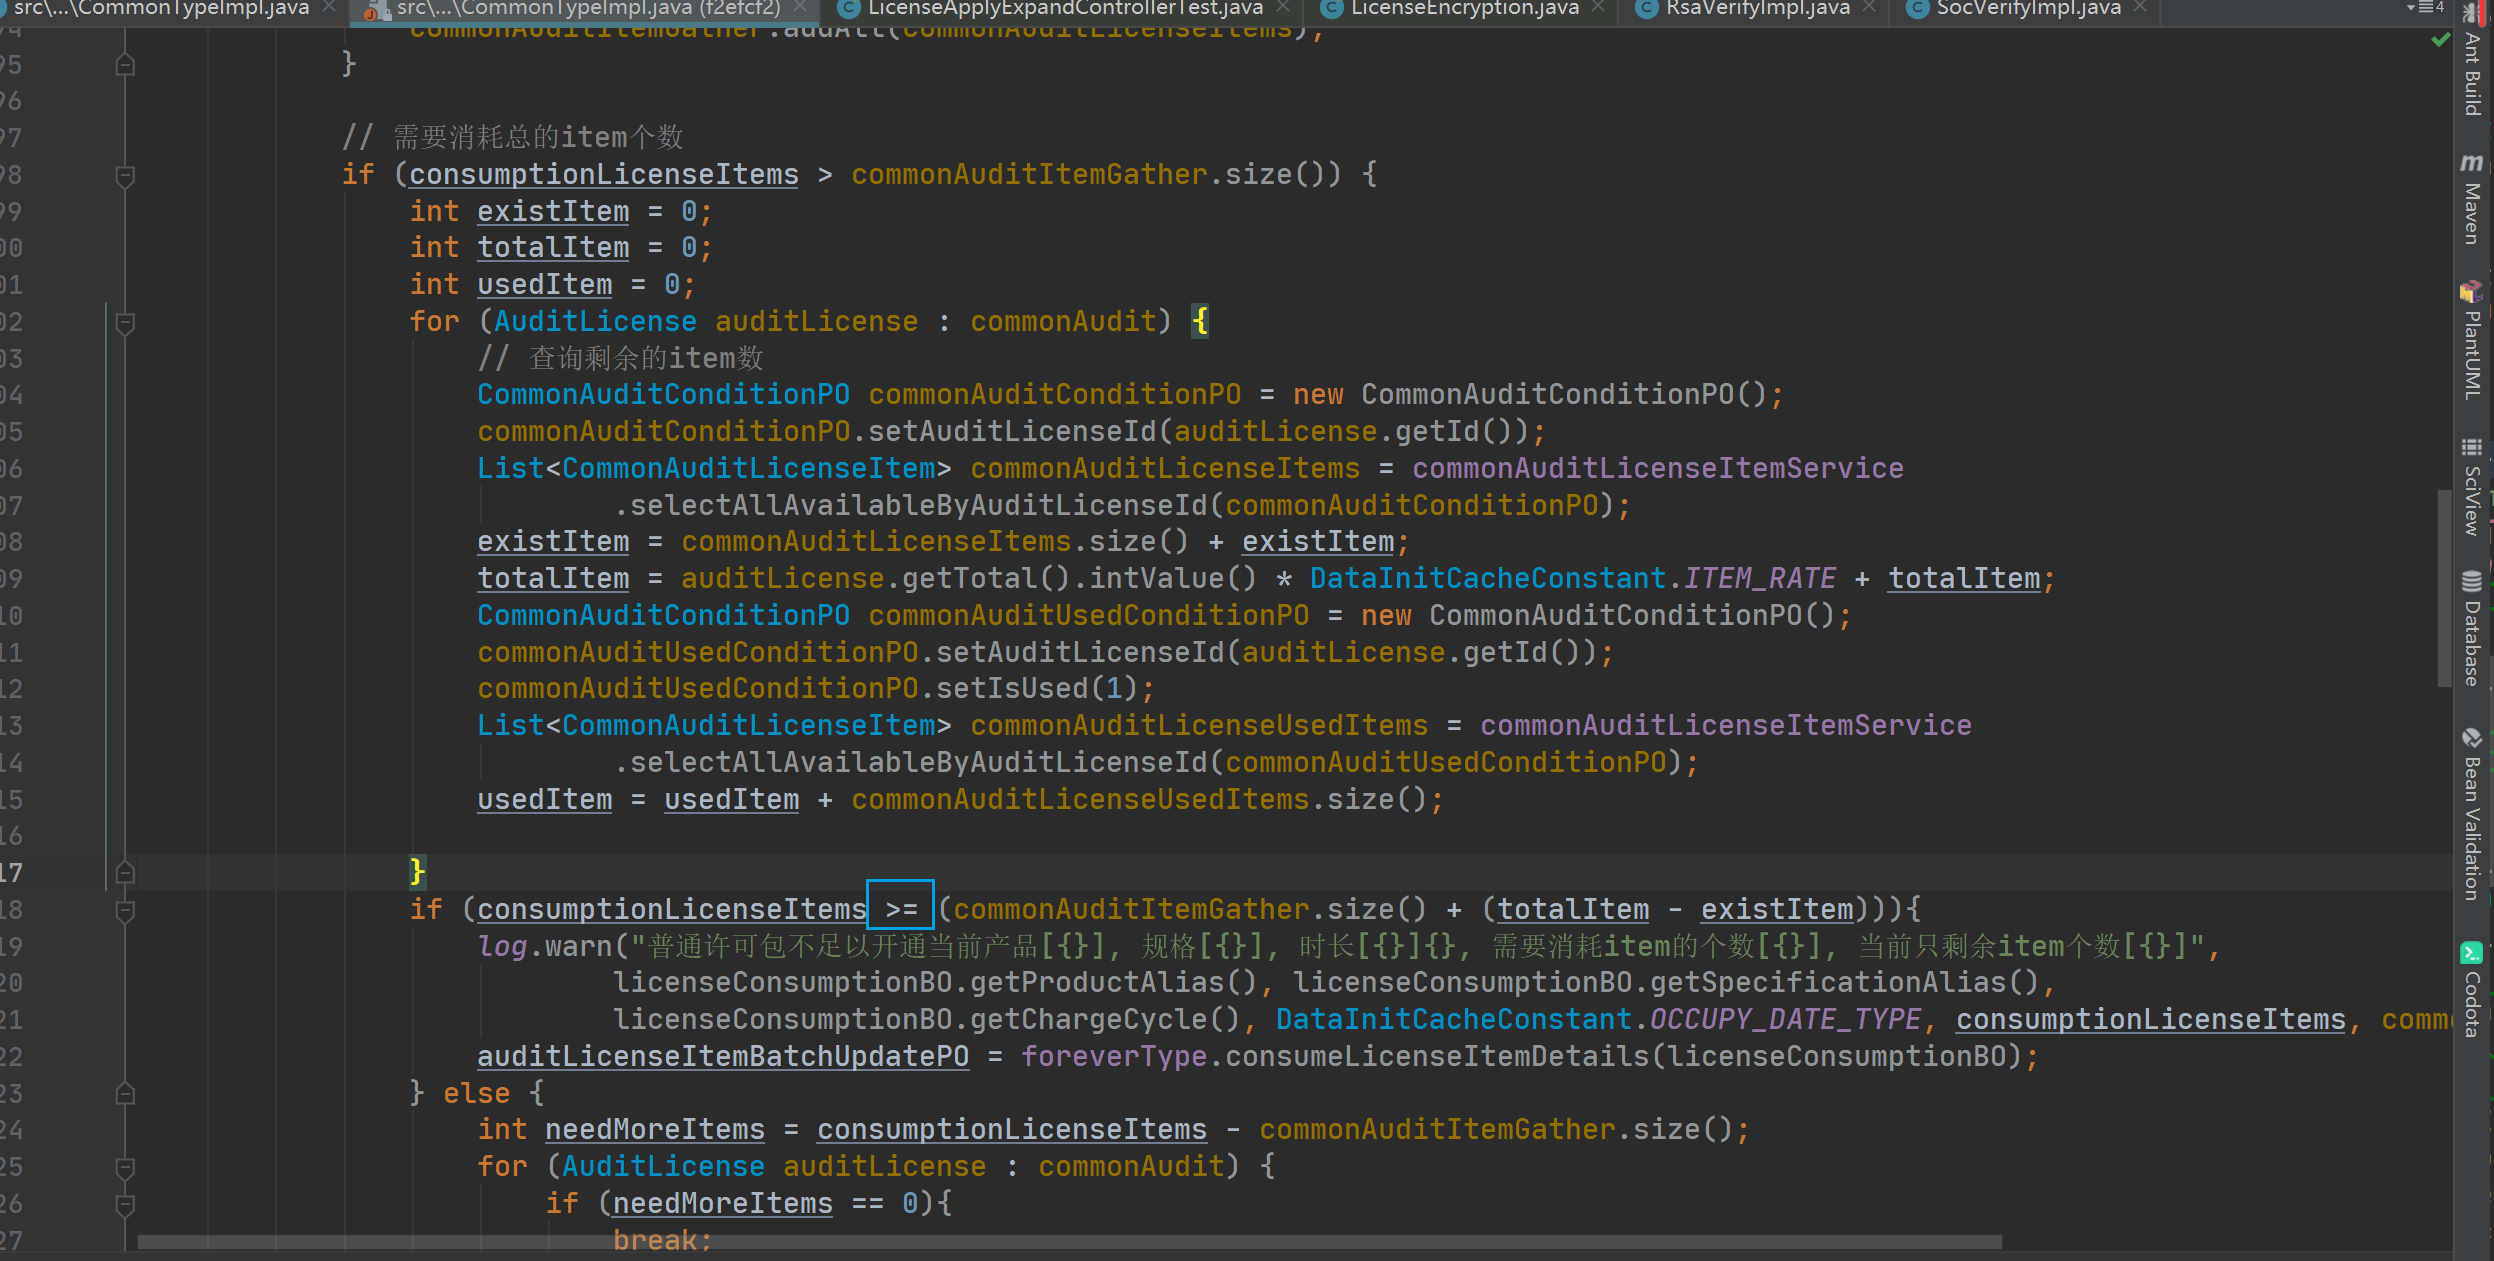 src\...\CommonTypeImpl.java
src\...\CommonTypeImpl.java (f2efcf2)
LicenseApplyExpandControllerTest.java
LicenseEncryption.java
RsaVerifyImpl.java
SocVerifyImpl.java
4
commonAuditItemGather.addAll(commonAuditLicenseItems);
95 }
96
97 // 需要消耗总的item个数
98 if (consumptionLicenseItems > commonAuditItemGather.size()) {
99 int existItem = 0;
00 int totalItem = 0;
01 int usedItem = 0;
02 for (AuditLicense auditLicense : commonAudit) {
03 // 查询剩余的item数
04 CommonAuditConditionPO commonAuditConditionPO = new CommonAuditConditionPO();
05 commonAuditConditionPO.setAuditLicenseId(auditLicense.getId());
06 List<CommonAuditLicenseItem> commonAuditLicenseItems = commonAuditLicenseItemService
07 .selectAllAvailableByAuditLicenseId(commonAuditConditionPO);
08 existItem = commonAuditLicenseItems.size() + existItem;
09 totalItem = auditLicense.getTotal().intValue() * DataInitCacheConstant.ITEM_RATE + totalItem;
10 CommonAuditConditionPO commonAuditUsedConditionPO = new CommonAuditConditionPO();
11 commonAuditUsedConditionPO.setAuditLicenseId(auditLicense.getId());
12 commonAuditUsedConditionPO.setIsUsed(1);
13 List<CommonAuditLicenseItem> commonAuditLicenseUsedItems = commonAuditLicenseItemService
14 .selectAllAvailableByAuditLicenseId(commonAuditUsedConditionPO);
15 usedItem = usedItem + commonAuditLicenseUsedItems.size();
16
17 }
18 if (consumptionLicenseItems >= (commonAuditItemGather.size() + (totalItem - existItem))){
19 log.warn("普通许可包不足以开通当前产品[{}], 规格[{}], 时长[{}]{}, 需要消耗item的个数[{}], 当前只剩余item个数[{}]",
20 licenseConsumptionBO.getProductAlias(), licenseConsumptionBO.getSpecificationAlias(),
21 licenseConsumptionBO.getChargeCycle(), DataInitCacheConstant.OCCUPY_DATE_TYPE, consumptionLicenseItems, comm
22 auditLicenseItemBatchUpdatePO = foreverType.consumeLicenseItemDetails(licenseConsumptionBO);
23 } else {
24 int needMoreItems = consumptionLicenseItems - commonAuditItemGather.size();
25 for (AuditLicense auditLicense : commonAudit) {
26 if (needMoreItems == 0){
27 break;
Ant Build
Maven
PlantUML
SciView
Database
Bean Validation
Codota